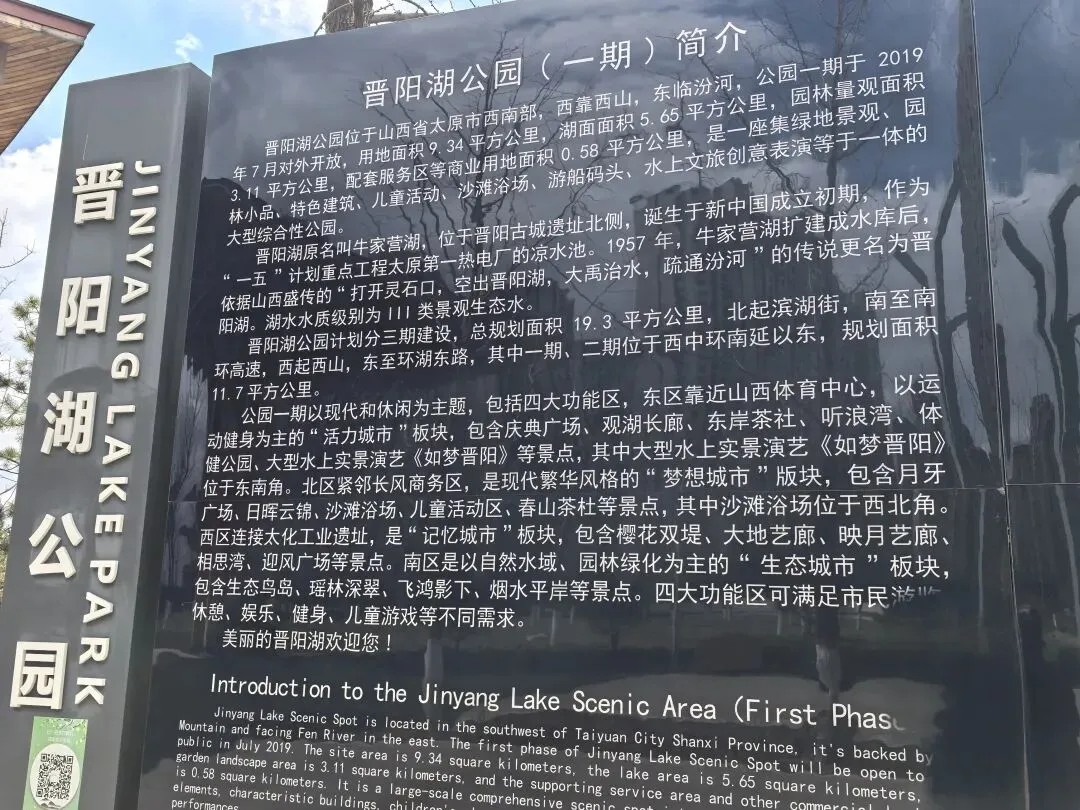 晋阳湖公园
JINYANG LAKE PARK
晋阳湖公园（一期）简介
晋阳湖公园位于山西省太原市西南部，西靠西山，东临汾河，公园一期于 2019
年7月对外开放，用地面积9.34平方公里，湖面面积5.65平方公里，园林景观面积
3.11平方公里，配套服务区等商业用地面积0.58平方公里，是一座集绿地景观、园
林小品、特色建筑、儿童活动、沙滩浴场、游船码头、水上文旅创意表演等于一体的
大型综合性公园。
晋阳湖原名叫牛家营湖，位于晋阳古城遗址北侧，诞生于新中国成立初期，作为
“一五”计划重点工程太原第一热电厂的凉水池。1957年，牛家营湖扩建成水库后，
依据山西盛传的“打开灵石口，空出晋阳湖，大禹治水，疏通汾河”的传说更名为晋
阳湖。湖水水质级别为III类景观生态水。
晋阳湖公园计划分三期建设，总规划面积 19.3 平方公里，北起滨湖街，南至南
环高速，西起西山，东至环湖东路，其中一期、二期位于西中环南延以东，规划面积
11.7平方公里。
公园一期以现代和休闲为主题，包括四大功能区，东区靠近山西体育中心，以运
动健身为主的“活力城市”板块，包含庆典广场、观湖长廊、东岸茶社、听浪湾、体
健公园、大型水上实景演艺《如梦晋阳》等景点，其中大型水上实景演艺《如梦晋阳》
位于东南角。北区紧邻长风商务区，是现代繁华风格的“梦想城市”版块，包含月牙
广场、日晖云锦、沙滩浴场、儿童活动区、春山茶社等景点，其中沙滩浴场位于西北角。
西区连接太化工业遗址，是“记忆城市”板块，包含樱花双堤、大地艺廊、映月艺廊、
相思湾、迎风广场等景点。南区是以自然水域、园林绿化为主的“生态城市”板块，
包含生态鸟岛、瑶林深翠、飞鸿影下、烟水平岸等景点。四大功能区可满足市民游
休憩、娱乐、健身、儿童游戏等不同需求。
美丽的晋阳湖欢迎您！
Introduction to the Jinyang Lake Scenic Area (First Phas
Jinyang Lake Scenic Spot is located in the southwest of Taiyuan City Shanxi Province, it's backed by
Mountain and facing Fen River in the east. The first phase of Jinyang Lake Scenic Spot will be open to
public in July 2019. The site area is 9.34 square kilometers, the lake area is 5.65 square kilometers,
garden landscape area is 3.11 square kilometers, and the supporting service area and other commercial
is 0.58 square kilometers. It is a large-scale comprehensive scenic
elements, characteristic buildings, children's
performances